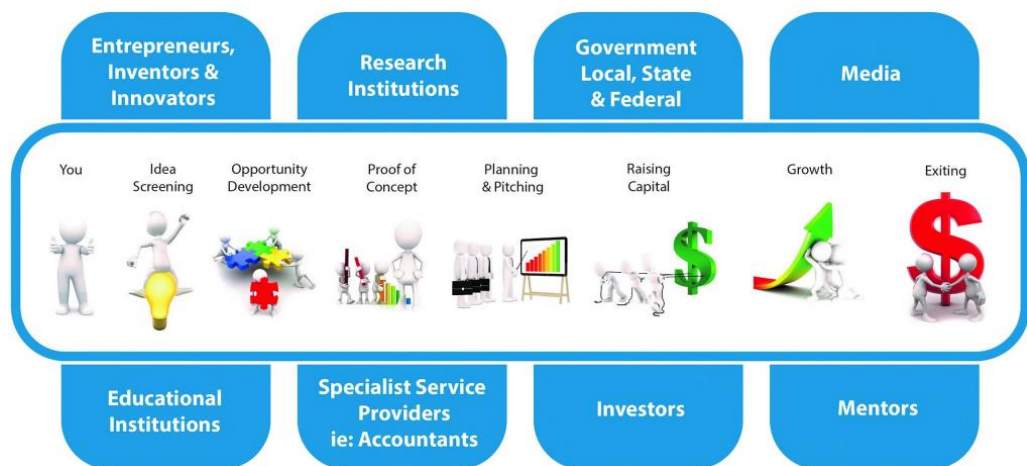 Entrepreneurs,
Inventors &
Innovators
Research
Institutions
Government
Local, State
& Federal
Media
You
Idea
Screening
Opportunity
Development
Proof of
Concept
Planning
& Pitching
Raising
Capital
Growth
Exiting
Educational
Institutions
Specialist Service
Providers
ie: Accountants
Investors
Mentors